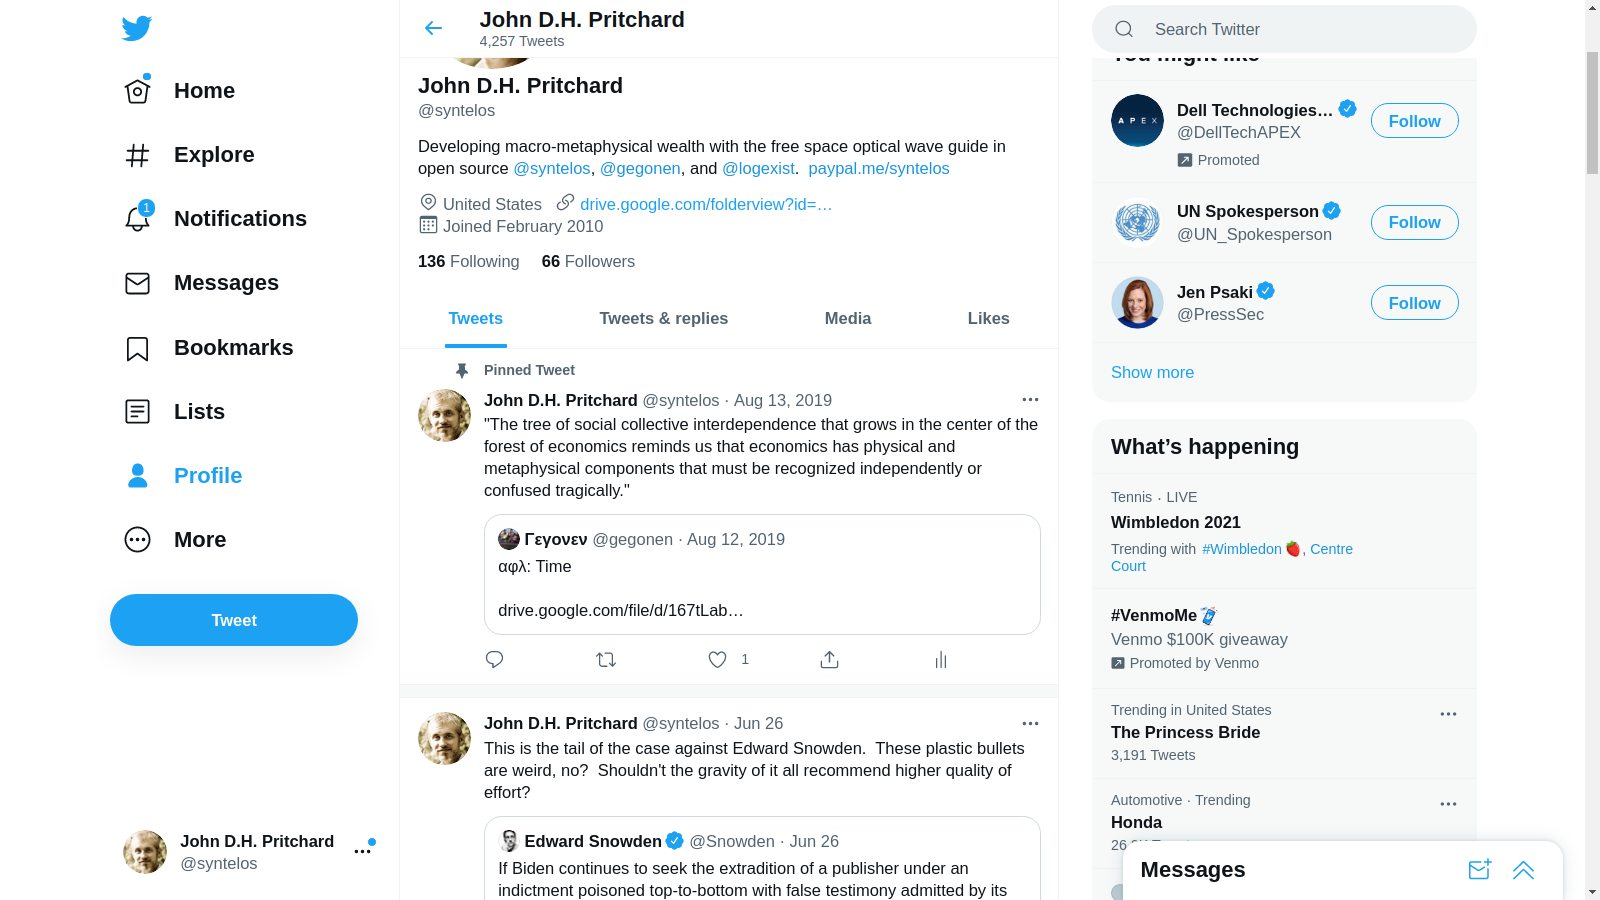 Home
Explore
1
Notifications
Messages
Bookmarks
Lists
Profile
More
Tweet
John D.H. Pritchard
@syntelos
John D.H. Pritchard
4,257 Tweets
John D.H. Pritchard
@syntelos
Developing macro-metaphysical wealth with the free space optical wave guide in
open source @syntelos, @gegonen, and @logexist.  paypal.me/syntelos
United States drive.google.com/folderview?id=…
Joined February 2010
136 Following 66 Followers
Tweets Tweets & replies Media Likes
Pinned Tweet
John D.H. Pritchard @syntelos · Aug 13, 2019
"The tree of social collective interdependence that grows in the center of the
forest of economics reminds us that economics has physical and
metaphysical components that must be recognized independently or
confused tragically."
Γεγονεν @gegonen · Aug 12, 2019
αφλ: Time
drive.google.com/file/d/167tLab…
1
John D.H. Pritchard @syntelos · Jun 26
This is the tail of the case against Edward Snowden.  These plastic bullets
are weird, no?  Shouldn't the gravity of it all recommend higher quality of
effort?
Edward Snowden @Snowden · Jun 26
If Biden continues to seek the extradition of a publisher under an
indictment poisoned top-to-bottom with false testimony admitted by its
Search Twitter
You might like
APEX
Dell Technologies…
@DellTechAPEX
Promoted
Follow
UN Spokesperson
@UN_Spokesperson
Follow
Jen Psaki
@PressSec
Follow
Show more
What's happening
Tennis · LIVE
Wimbledon 2021
Trending with #Wimbledon 🍓, Centre
Court
#VenmoMe
Venmo $100K giveaway
Promoted by Venmo
Trending in United States
The Princess Bride
3,191 Tweets
Automotive · Trending
Honda
Messages